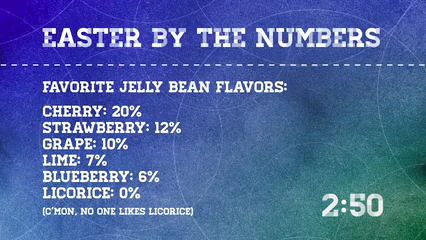 EASTER BY THE NUMBERS
FAVORITE JELLY BEAN FLAVORS:
CHERRY: 20%
STRAWBERRY: 12%
GRAPE: 10%
LIME: 7%
BLUEBERRY: 6%
LICORICE: 0%
(C'MON, NO ONE LIKES LICORICE)
2:50